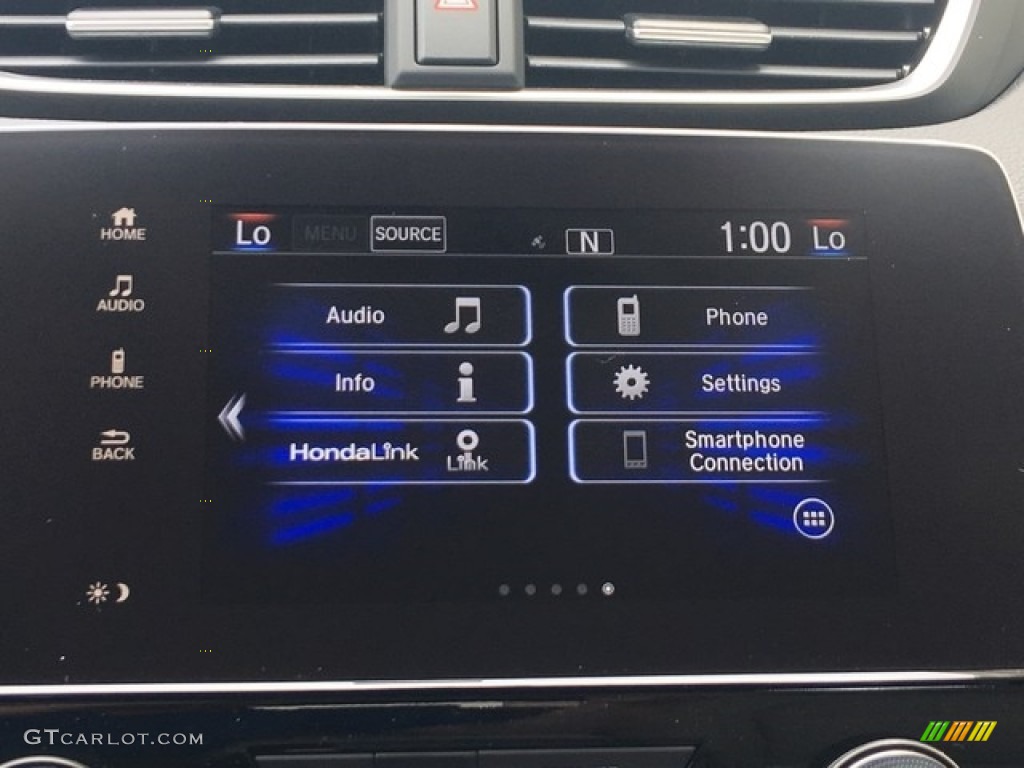 Lo MENU SOURCE N 1:00 Lo
HOME
AUDIO
PHONE
BACK
Audio
Phone
Info
Settings
HondaLink
Link
Smartphone
Connection
GTCARLOT.COM